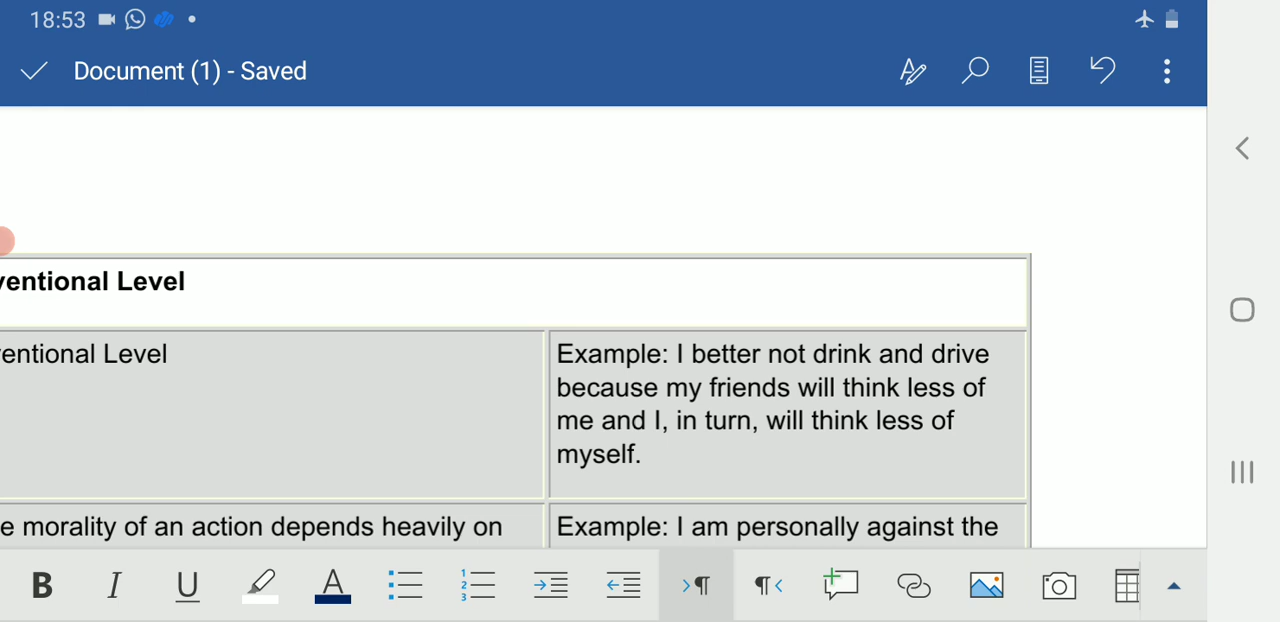 18:53
Document (1) - Saved
ventional Level
entional Level
Example: I better not drink and drive
because my friends will think less of
me and I, in turn, will think less of
myself.
e morality of an action depends heavily on
Example: I am personally against the
B I U A